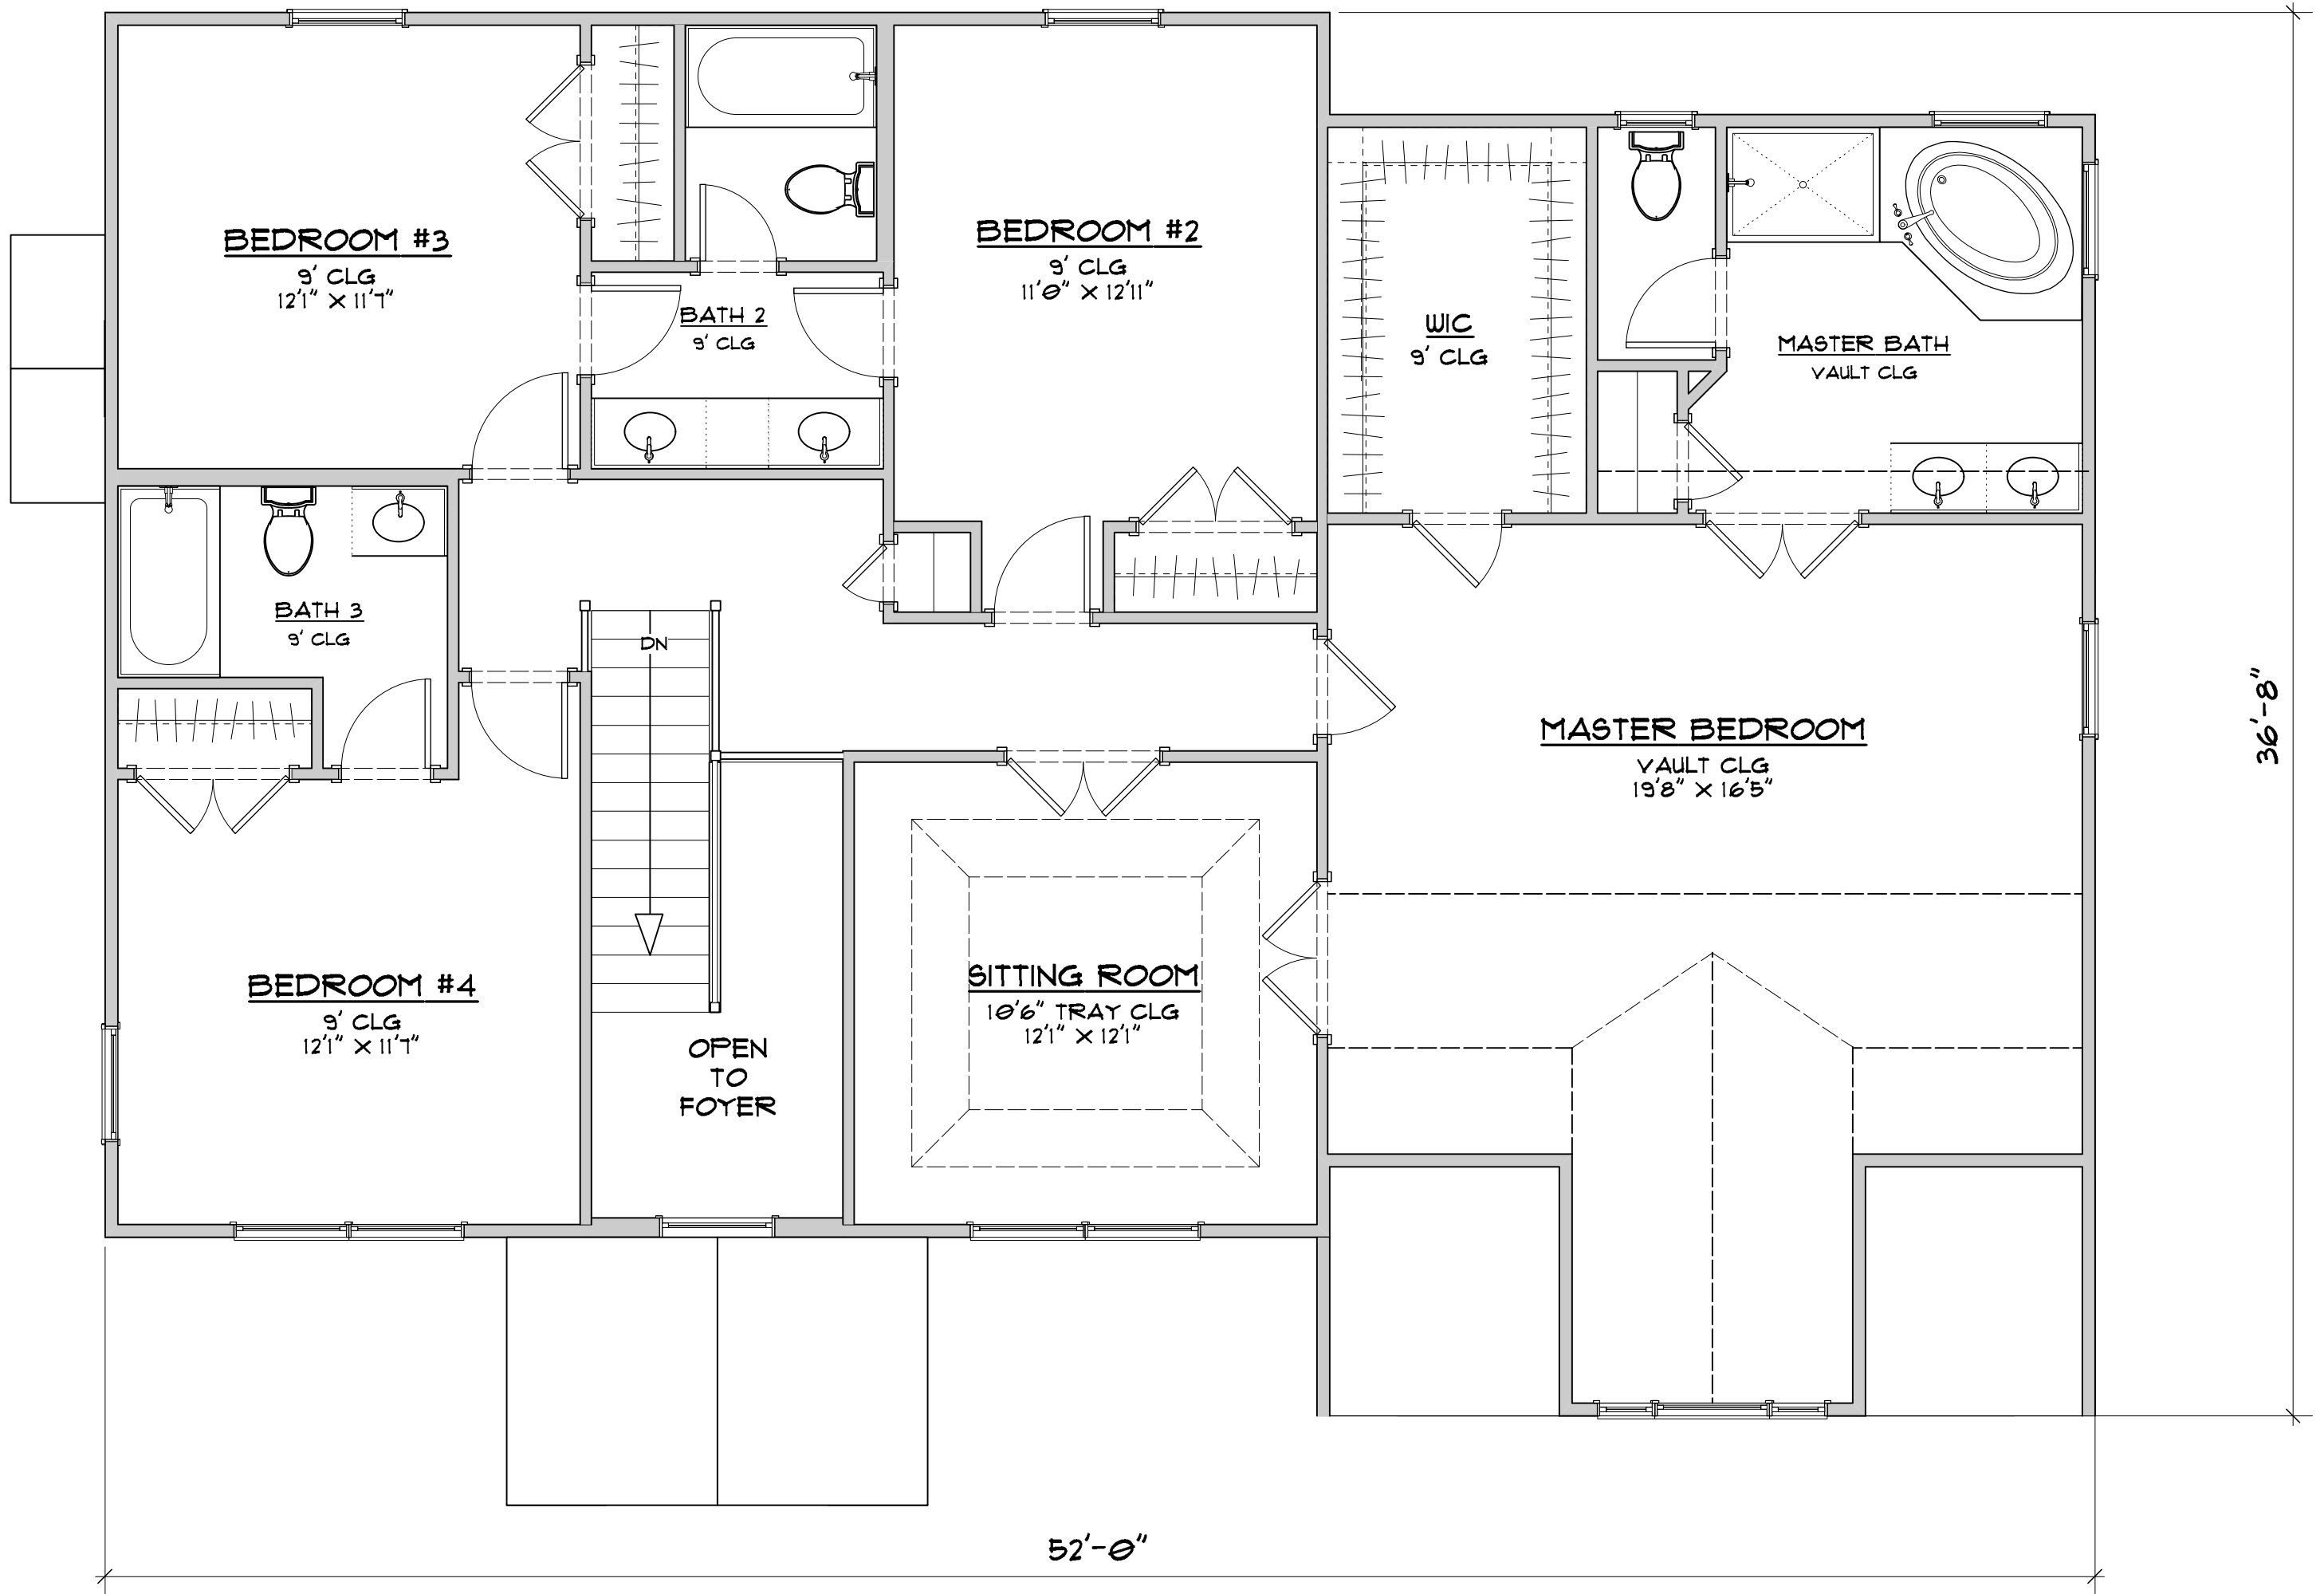 BEDROOM #3
9' CLG
12'1" X 11'7"
BATH 2
9' CLG
BEDROOM #2
9' CLG
11'0" X 12'11"
WIC
9' CLG
MASTER BATH
VAULT CLG
BATH 3
9' CLG
DN
MASTER BEDROOM
VAULT CLG
19'8" X 16'5"
36'-8"
BEDROOM #4
9' CLG
12'1" X 11'7"
OPEN
TO
FOYER
SITTING ROOM
10'6" TRAY CLG
12'1" X 12'1"
52'-0"